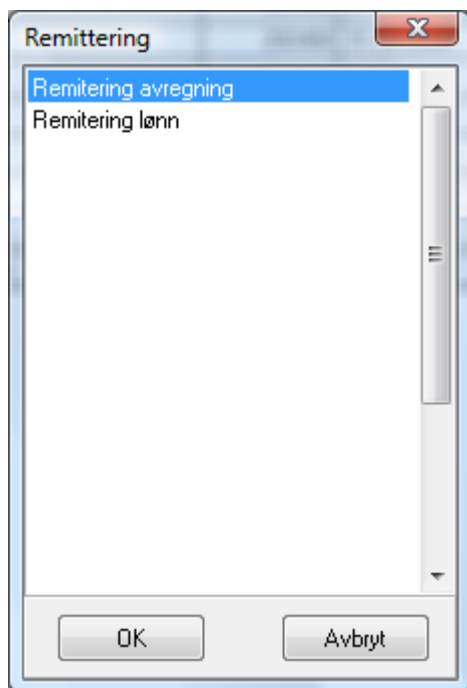 Remittering
Remitering avregning
Remitering lønn
OK
Avbryt